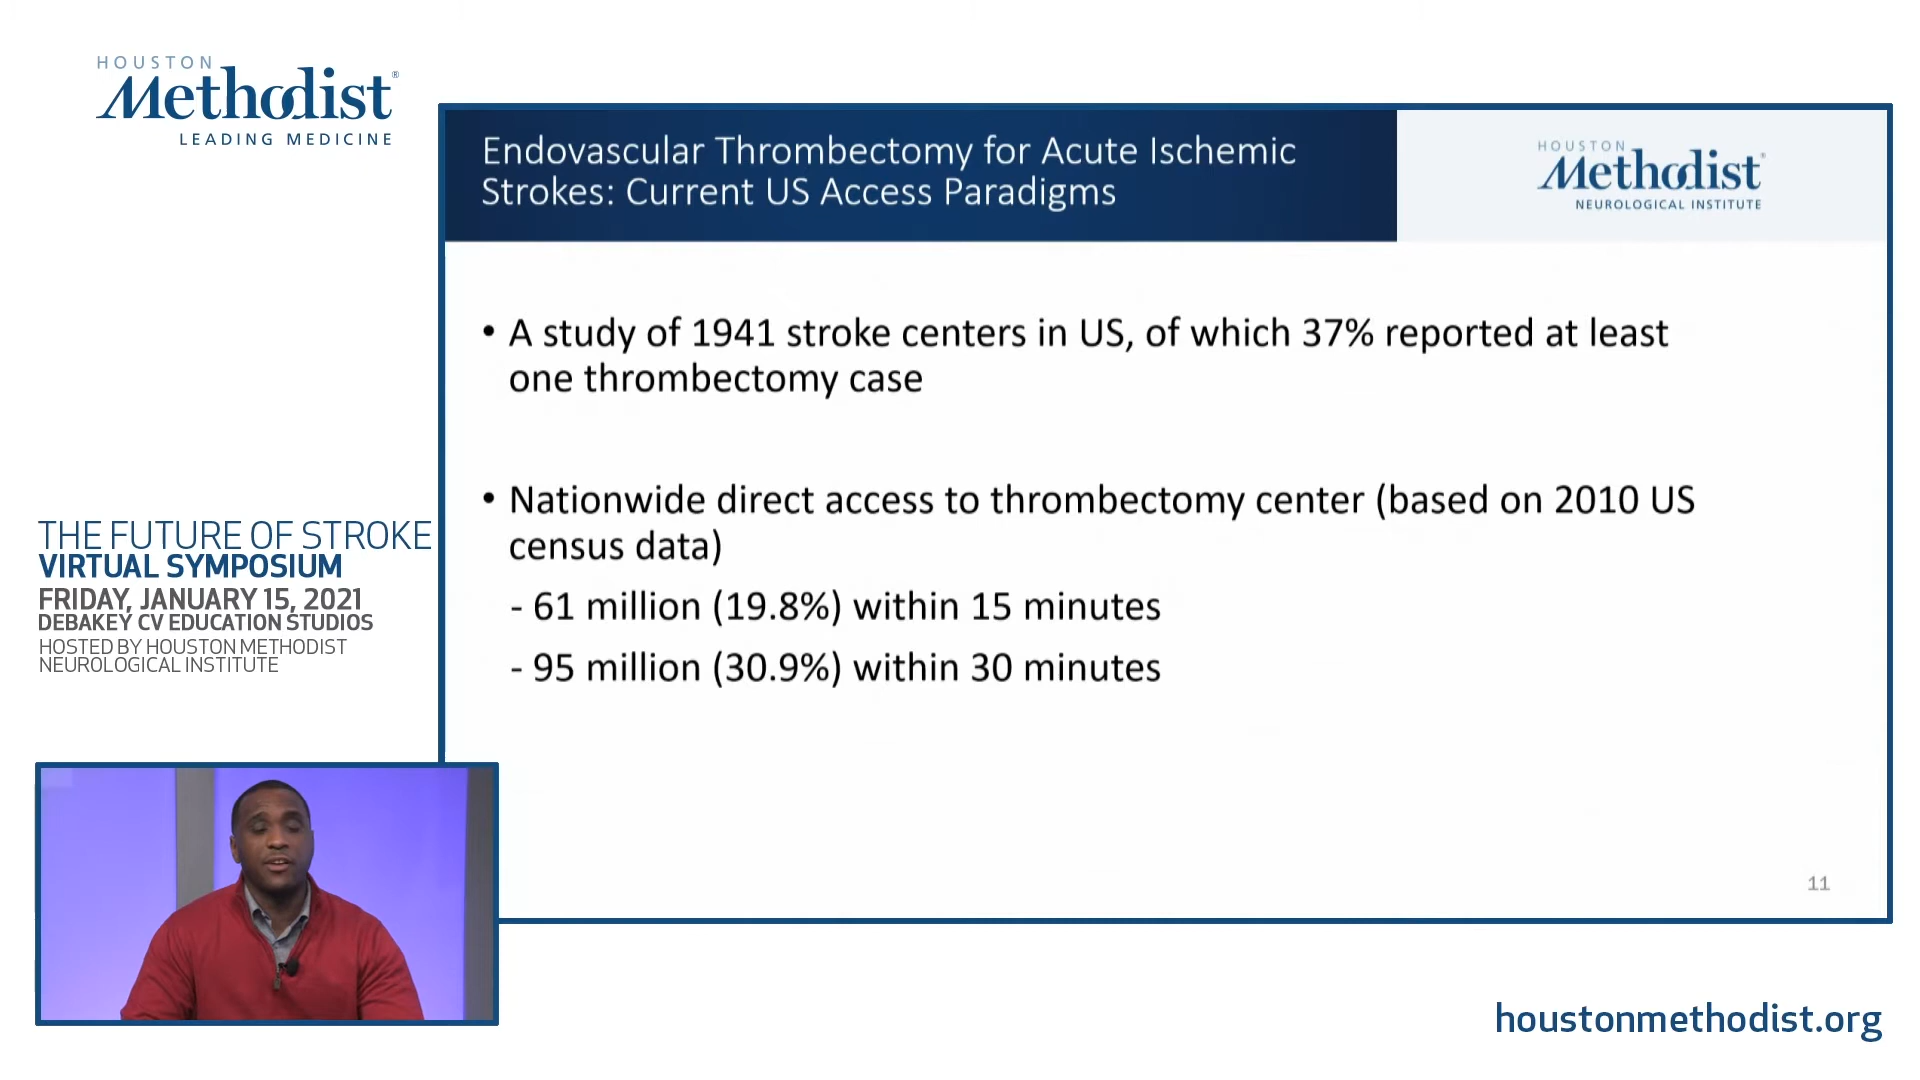 HOUSTON
Methodist®
LEADING MEDICINE
Endovascular Thrombectomy for Acute Ischemic
Strokes: Current US Access Paradigms
HOUSTON
Methodist®
NEUROLOGICAL INSTITUTE
• A study of 1941 stroke centers in US, of which 37% reported at least
one thrombectomy case
• Nationwide direct access to thrombectomy center (based on 2010 US
census data)
- 61 million (19.8%) within 15 minutes
- 95 million (30.9%) within 30 minutes
11
THE FUTURE OF STROKE
VIRTUAL SYMPOSIUM
FRIDAY, JANUARY 15, 2021
DEBAKEY CV EDUCATION STUDIOS
HOSTED BY HOUSTON METHODIST
NEUROLOGICAL INSTITUTE
houstonmethodist.org